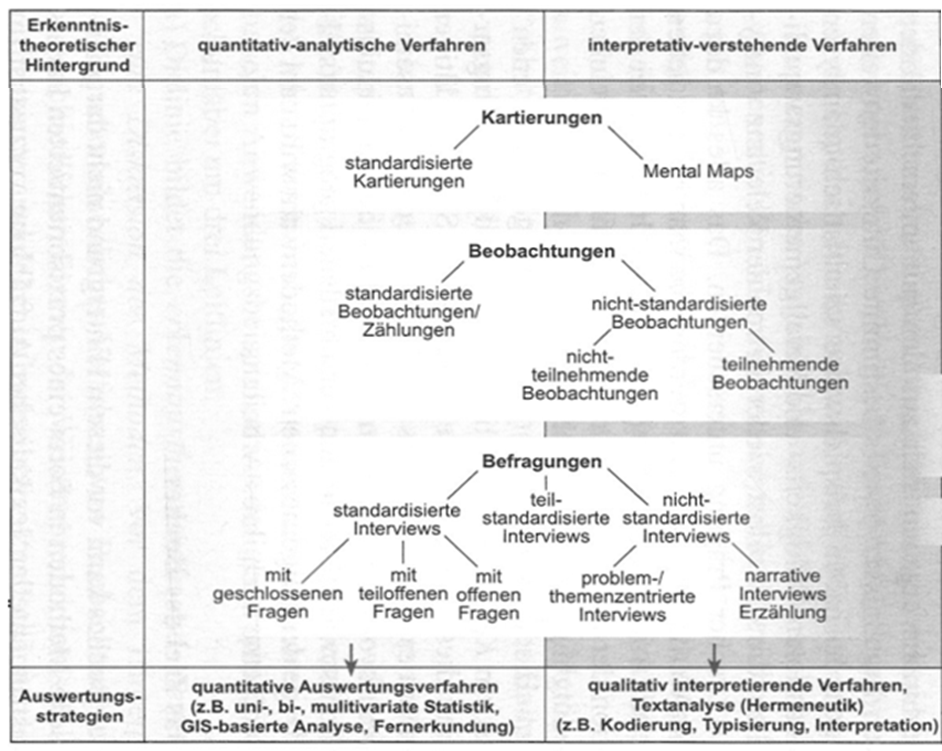 Erkenntnis-
theoretischer
Hintergrund
quantitativ-analytische Verfahren
interpretativ-verstehende Verfahren
Kartierungen
standardisierte
Kartierungen
Mental Maps
Beobachtungen
standardisierte
Beobachtungen/
Zählungen
nicht-standardisierte
Beobachtungen
nicht-
teilnehmende
Beobachtungen
teilnehmende
Beobachtungen
Befragungen
standardisierte
Interviews
teil-
standardisierte
Interviews
nicht-
standardisierte
Interviews
mit
geschlossenen
Fragen
mit
teiloffenen
Fragen
mit
offenen
Fragen
problem-/
themenzentrierte
Interviews
narrative
Interviews
Erzählung
Auswertungs-
strategien
quantitative Auswertungsverfahren
(z.B. uni-, bi-, mulitivariate Statistik,
GIS-basierte Analyse, Fernerkundung)
qualitativ interpretierende Verfahren,
Textanalyse (Hermeneutik)
(z.B. Kodierung, Typisierung, Interpretation)